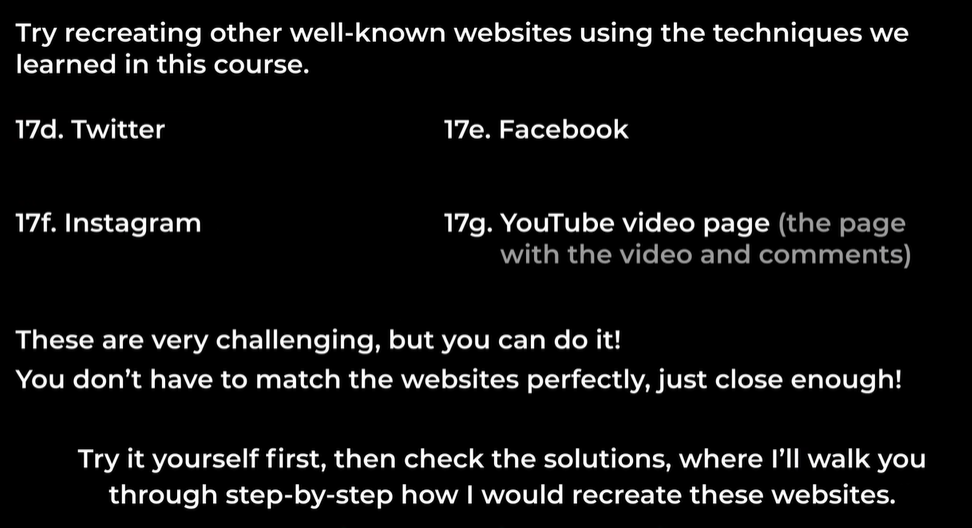 Try recreating other well-known websites using the techniques we
learned in this course.
17d. Twitter
17e. Facebook
17f. Instagram
17g. YouTube video page (the page
with the video and comments)
These are very challenging, but you can do it!
You don’t have to match the websites perfectly, just close enough!
Try it yourself first, then check the solutions, where I’ll walk you
through step-by-step how I would recreate these websites.